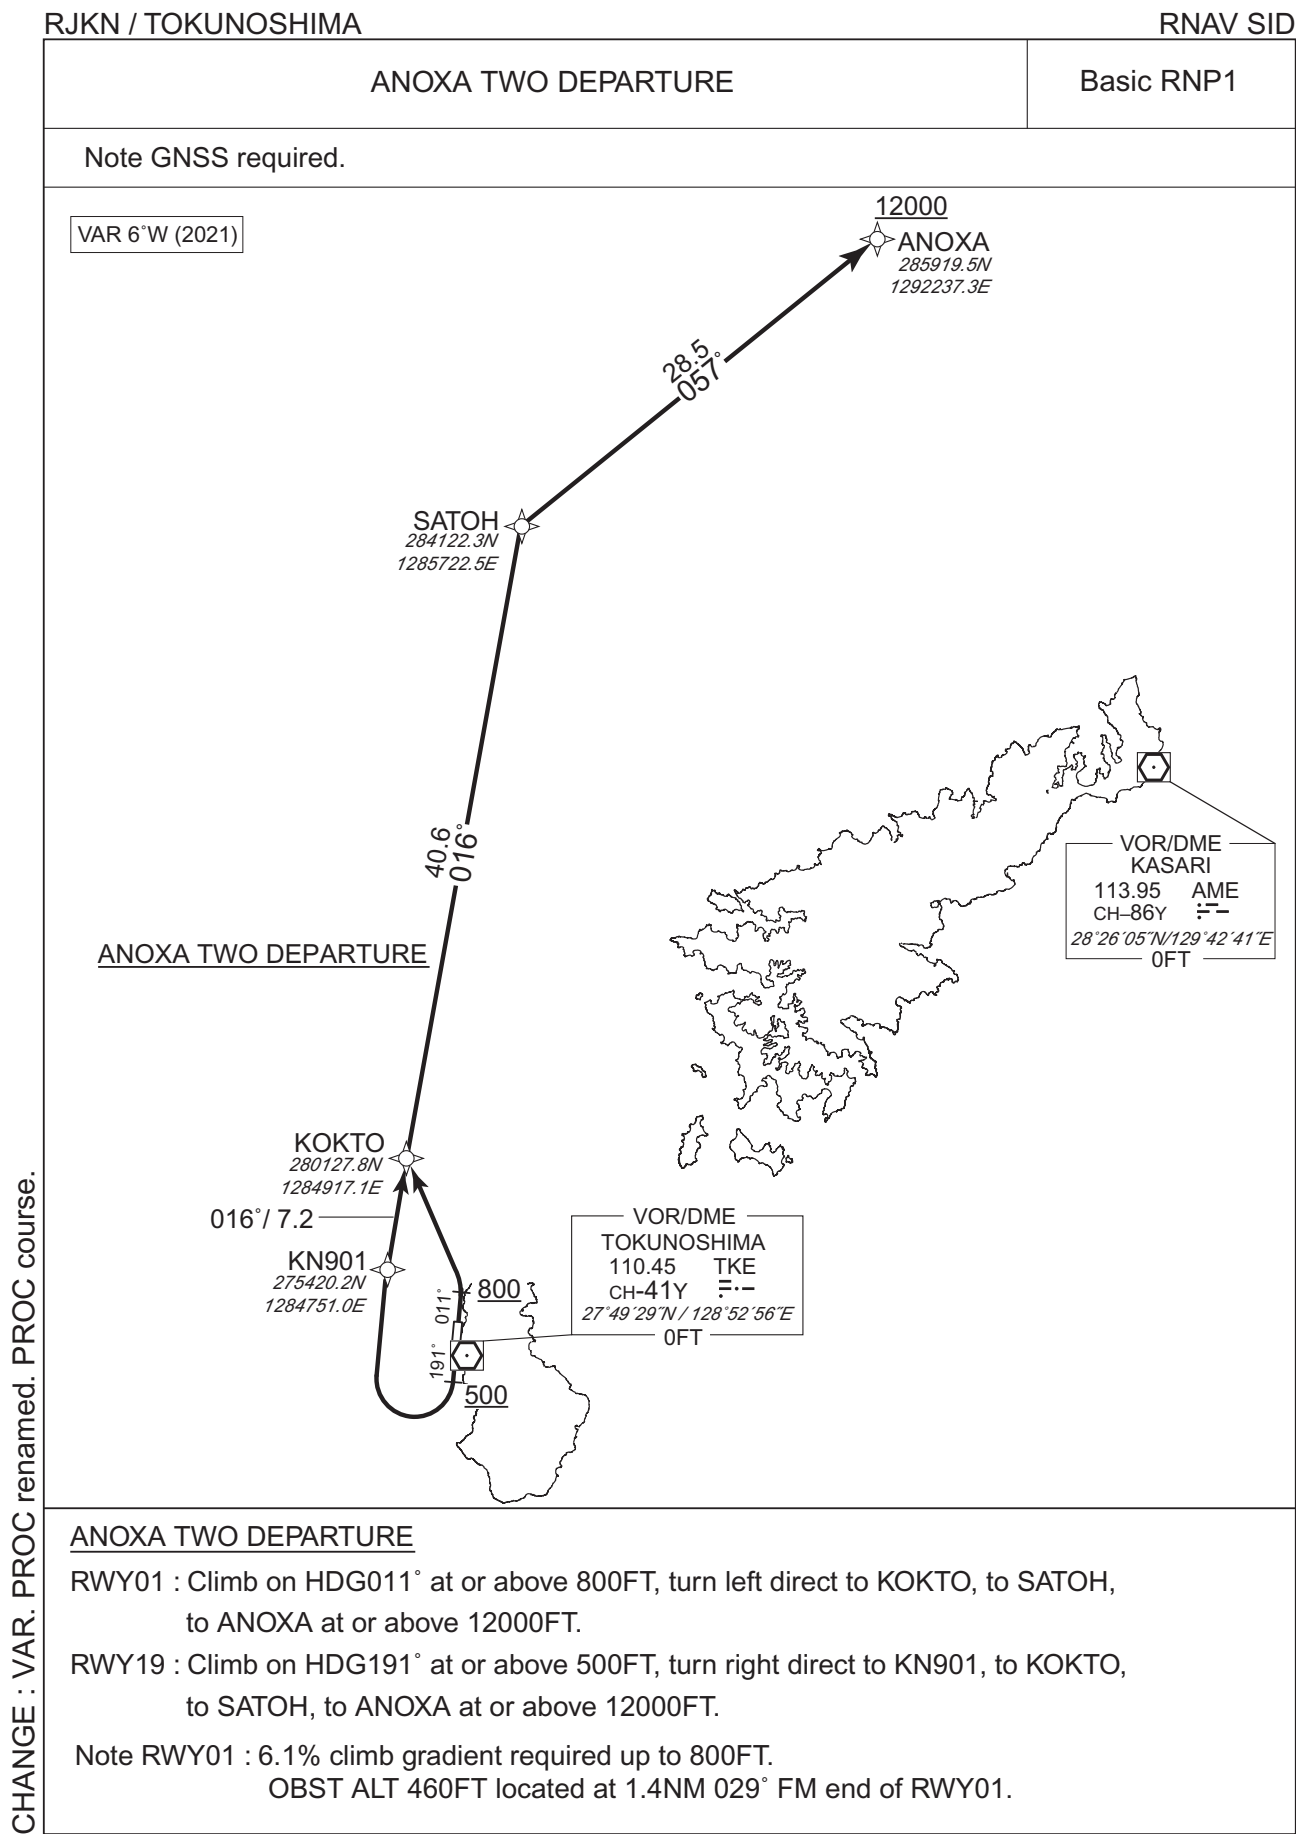 RJKN / TOKUNOSHIMA
RNAV SID
ANOXA TWO DEPARTURE
Basic RNP1
Note GNSS required.
VAR 6°W (2021)
12000
ANOXA
285919.5N
1292237.3E
28.5
057°
SATOH
284122.3N
1285722.5E
40.6
016°
VOR/DME
KASARI
113.95 AME
CH–86Y
28°26´05˝N/129°42´41˝E
0FT
ANOXA TWO DEPARTURE
KOKTO
280127.8N
1284917.1E
016°/ 7.2
KN901
275420.2N
1284751.0E
VOR/DME
TOKUNOSHIMA
110.45 TKE
CH-41Y
27°49´29˝N / 128°52´56˝E
0FT
011°
800
191°
500
ANOXA TWO DEPARTURE
RWY01 : Climb on HDG011° at or above 800FT, turn left direct to KOKTO, to SATOH,
to ANOXA at or above 12000FT.
RWY19 : Climb on HDG191° at or above 500FT, turn right direct to KN901, to KOKTO,
to SATOH, to ANOXA at or above 12000FT.
Note RWY01 : 6.1% climb gradient required up to 800FT.
OBST ALT 460FT located at 1.4NM 029° FM end of RWY01.
CHANGE : VAR. PROC renamed. PROC course.